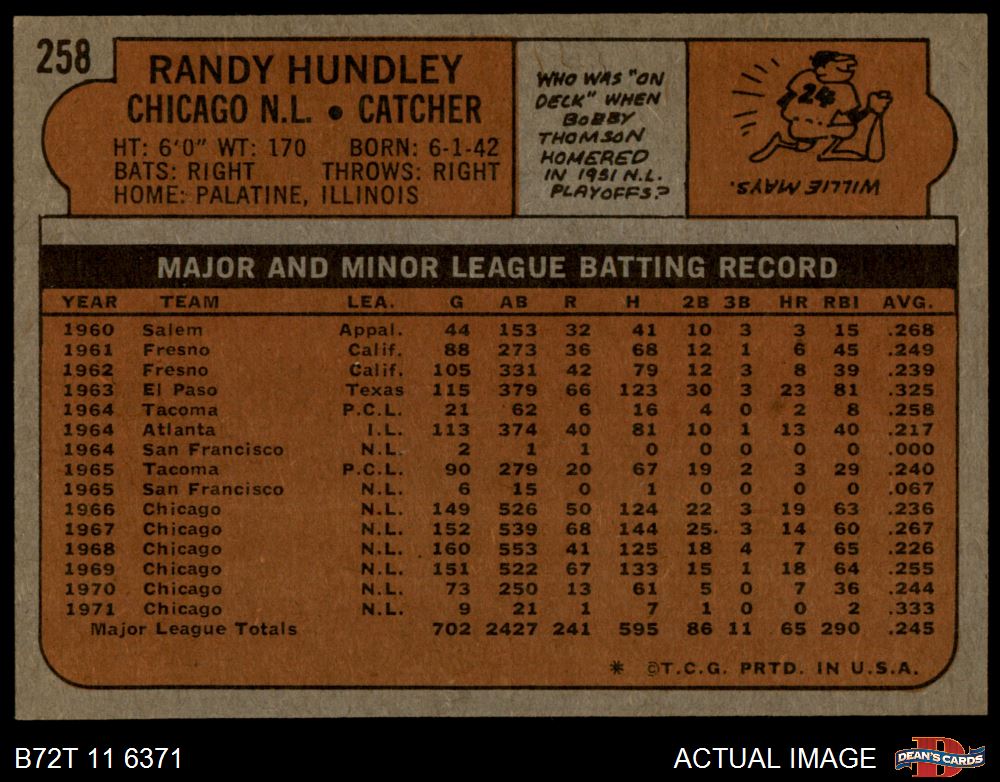 258
RANDY HUNDLEY
CHICAGO N.L. • CATCHER
HT: 6'0" WT: 170 BORN: 6-1-42
BATS: RIGHT THROWS: RIGHT
HOME: PALATINE, ILLINOIS
WHO WAS "ON
DECK" WHEN
BOBBY
THOMSON
HOMERED
IN 1951 N.L.
PLAYOFFS?
24
WILLIE MAYS.
MAJOR AND MINOR LEAGUE BATTING RECORD
YEAR TEAM LEA. G AB R H 2B 3B HR RBI AVG.
1960 Salem Appal. 44 153 32 41 10 3 3 15 .268
1961 Fresno Calif. 88 273 36 68 12 1 6 45 .249
1962 Fresno Calif. 105 331 42 79 12 3 8 39 .239
1963 El Paso Texas 115 379 66 123 30 3 23 81 .325
1964 Tacoma P.C.L. 21 62 6 16 4 0 2 8 .258
1964 Atlanta I.L. 113 374 40 81 10 1 13 40 .217
1964 San Francisco N.L. 2 1 1 0 0 0 0 0 .000
1965 Tacoma P.C.L. 90 279 20 67 19 2 3 29 .240
1965 San Francisco N.L. 6 15 0 1 0 0 0 0 .067
1966 Chicago N.L. 149 526 50 124 22 3 19 63 .236
1967 Chicago N.L. 152 539 68 144 25 3 14 60 .267
1968 Chicago N.L. 160 553 41 125 18 4 7 65 .226
1969 Chicago N.L. 151 522 67 133 15 1 18 64 .255
1970 Chicago N.L. 73 250 13 61 5 0 7 36 .244
1971 Chicago N.L. 9 21 1 7 1 0 0 2 .333
Major League Totals 702 2427 241 595 86 11 65 290 .245
* ©T.C.G. PRTD. IN U.S.A.
B72T 11 6371
ACTUAL IMAGE
D
DEAN'S CARDS